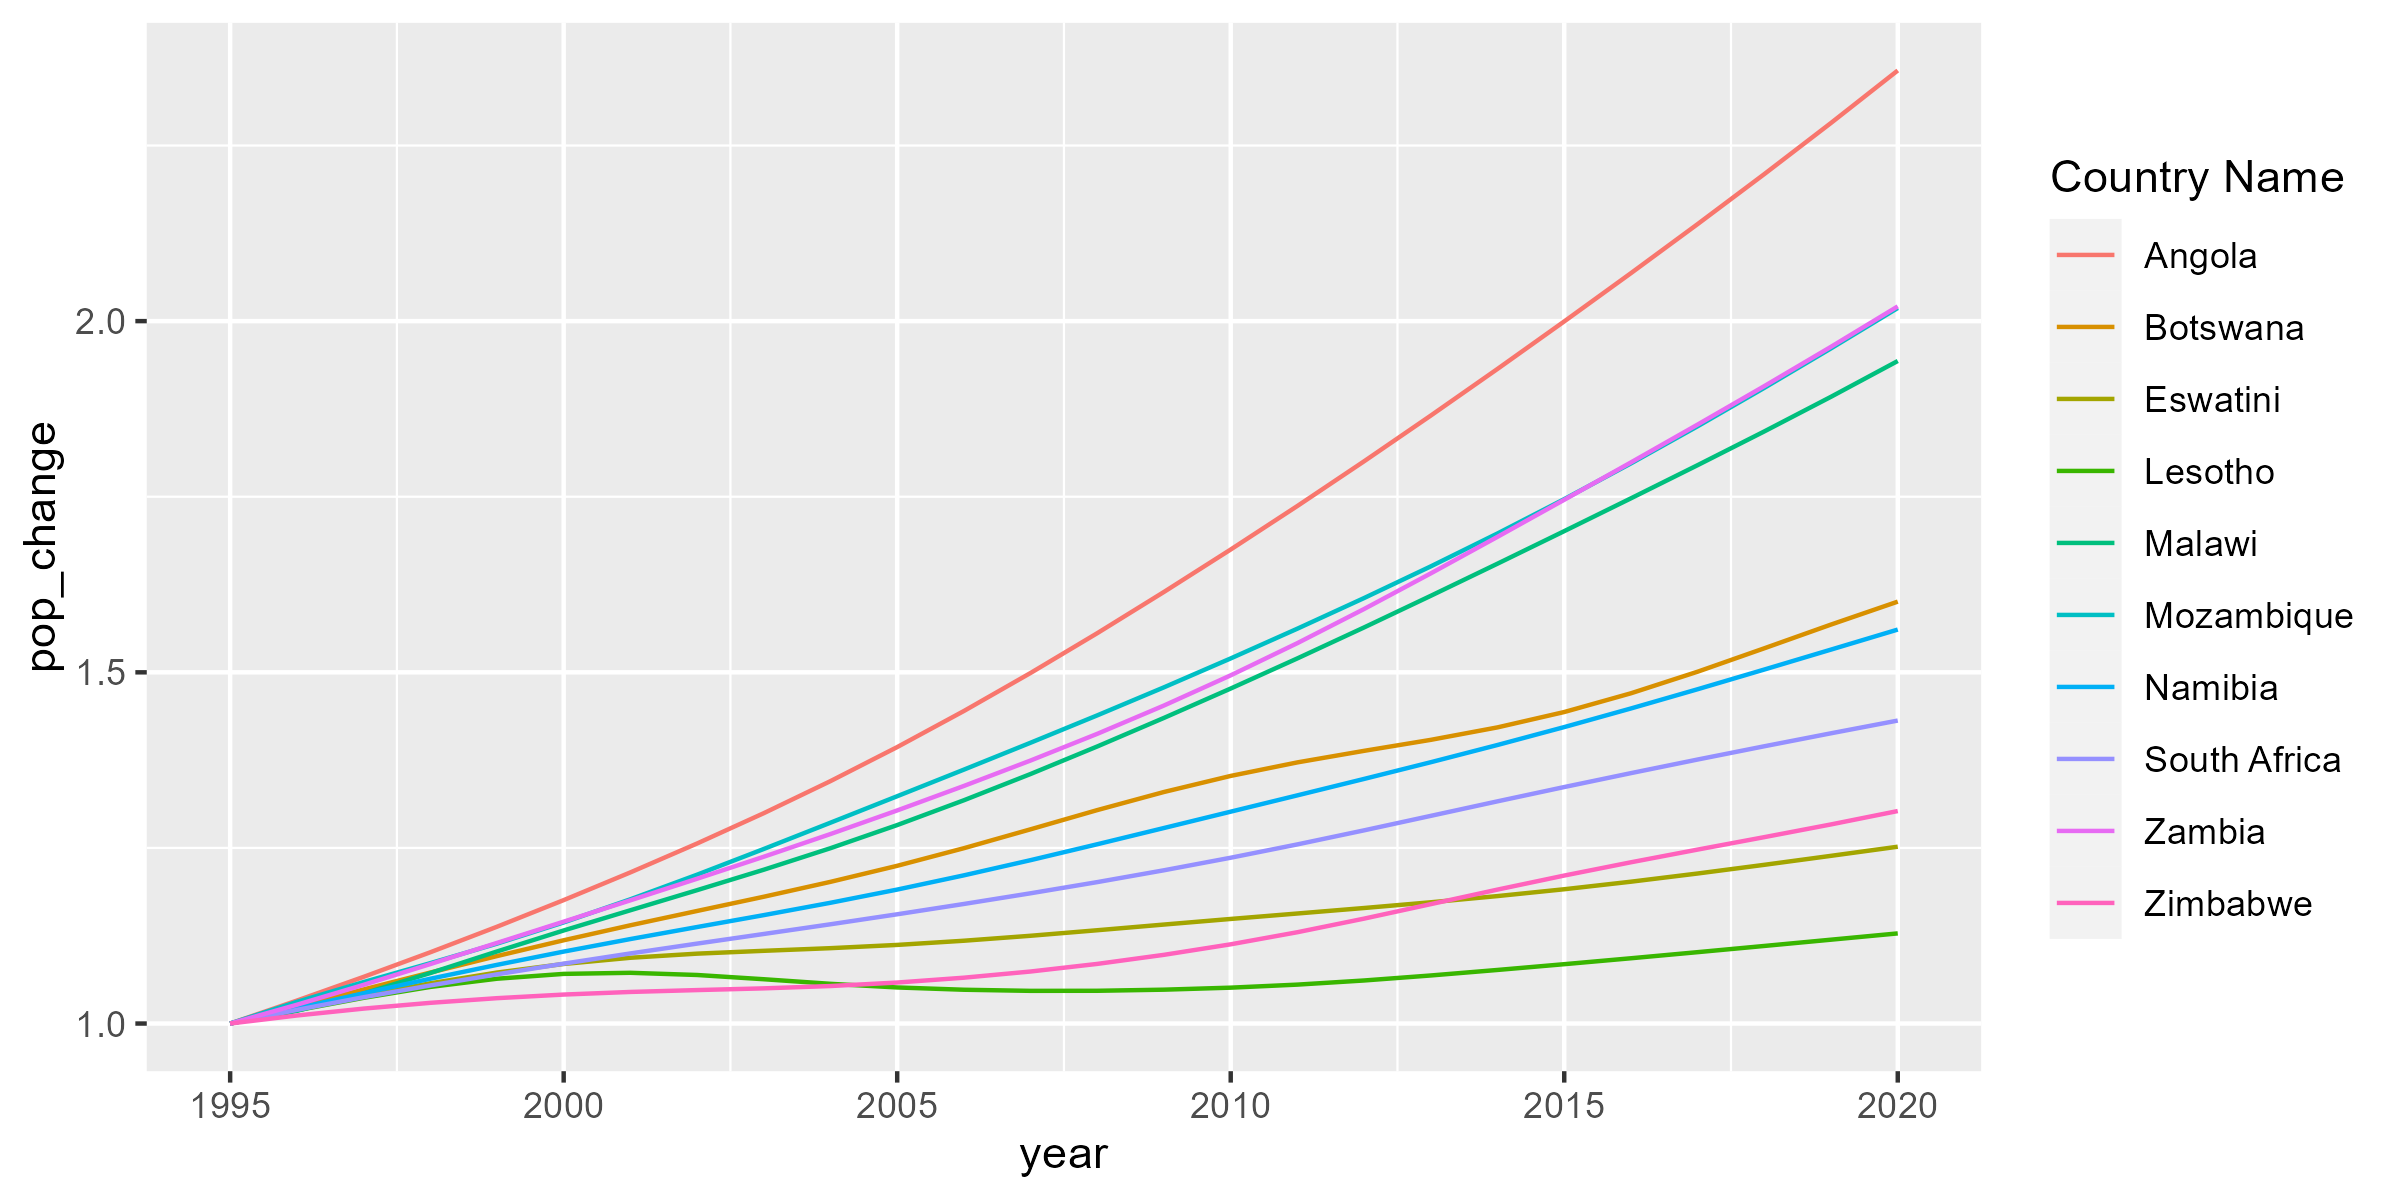 pop_change
2.0
1.5
1.0
1995 2000 2005 2010 2015 2020
year
Country Name
Angola
Botswana
Eswatini
Lesotho
Malawi
Mozambique
Namibia
South Africa
Zambia
Zimbabwe